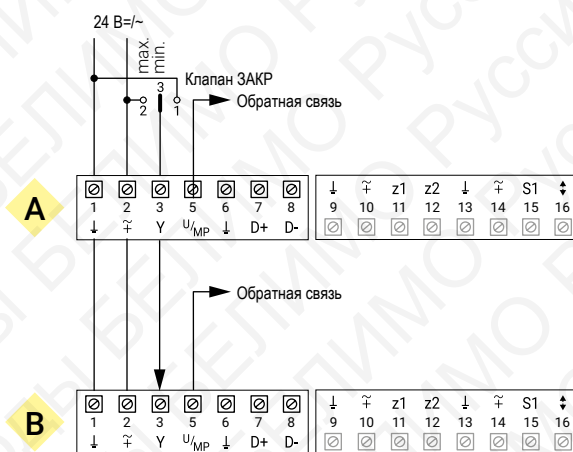 24 В=/~
max.
min.
3
Клапан ЗАКР
2
1
Обратная связь
A
1 2 3 5 6 7 8
⏚ ∓ Y U/MP ⏚ D+ D-
⏚ ∓ z1 z2 ⏚ ∓ S1
9 10 11 12 13 14 15 16
Обратная связь
B
1 2 3 5 6 7 8
⏚ ∓ Y U/MP ⏚ D+ D-
⏚ ∓ z1 z2 ⏚ ∓ S1
9 10 11 12 13 14 15 16